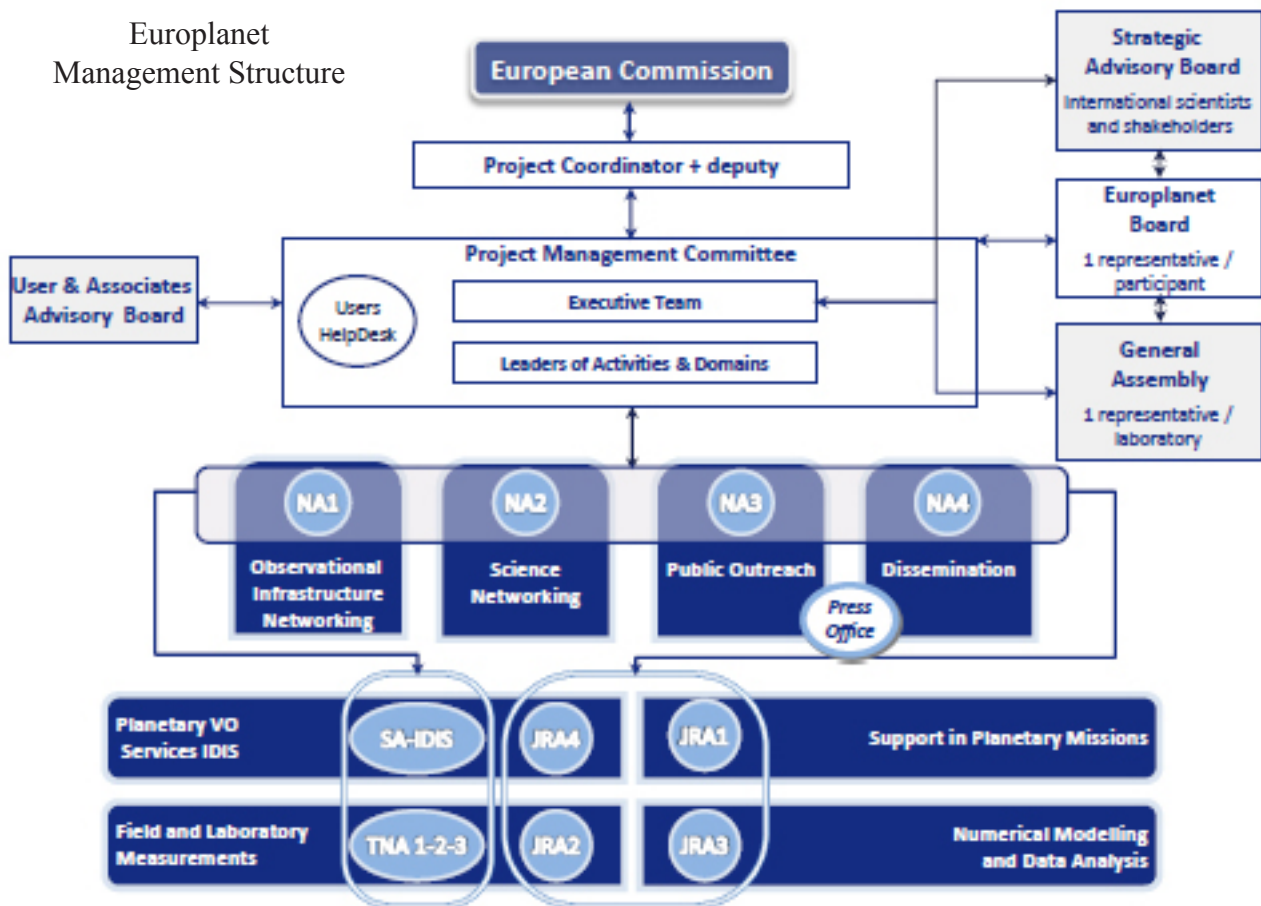 Europlanet
Management Structure
European Commission
Project Coordinator + deputy
Project Management Committee
Users
HelpDesk
Executive Team
Leaders of Activities & Domains
User & Associates
Advisory Board
Strategic
Advisory Board
International scientists
and shakeholders
Europlanet
Board
1 representative /
participant
General
Assembly
1 representative /
laboratory
NA1
Observational
Infrastructure
Networking
NA2
Science
Networking
NA3
Public Outreach
NA4
Dissemination
Press
Office
Planetary VO
Services IDIS
SA-IDIS
JRA4
JRA1
Support in Planetary Missions
Field and Laboratory
Measurements
TNA 1-2-3
JRA2
JRA3
Numerical Modelling
and Data Analysis